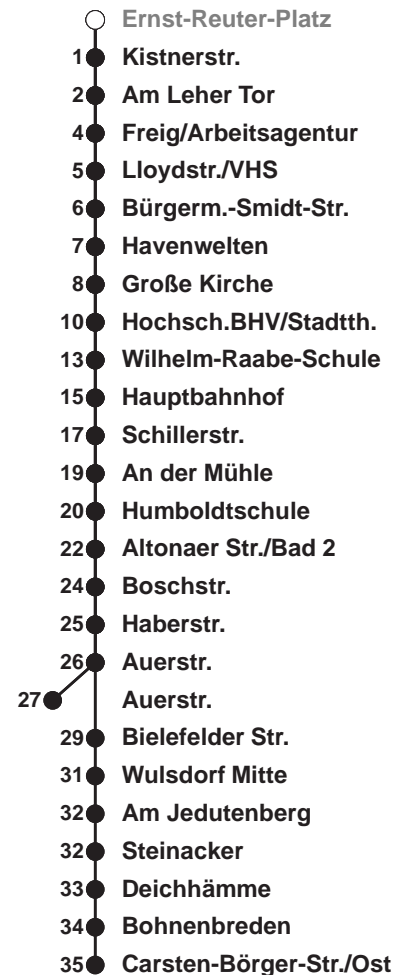 Ernst-Reuter-Platz
1 Kistnerstr.
2 Am Leher Tor
4 Freig/Arbeitsagentur
5 Lloydstr./VHS
6 Bürgerm.-Smidt-Str.
7 Havenwelten
8 Große Kirche
10 Hochsch.BHV/Stadtth.
13 Wilhelm-Raabe-Schule
15 Hauptbahnhof
17 Schillerstr.
19 An der Mühle
20 Humboldtschule
22 Altonaer Str./Bad 2
24 Boschstr.
25 Haberstr.
26 Auerstr.
27 Auerstr.
29 Bielefelder Str.
31 Wulsdorf Mitte
32 Am Jedutenberg
32 Steinacker
33 Deichhämme
34 Bohnenbreden
35 Carsten-Börger-Str./Ost